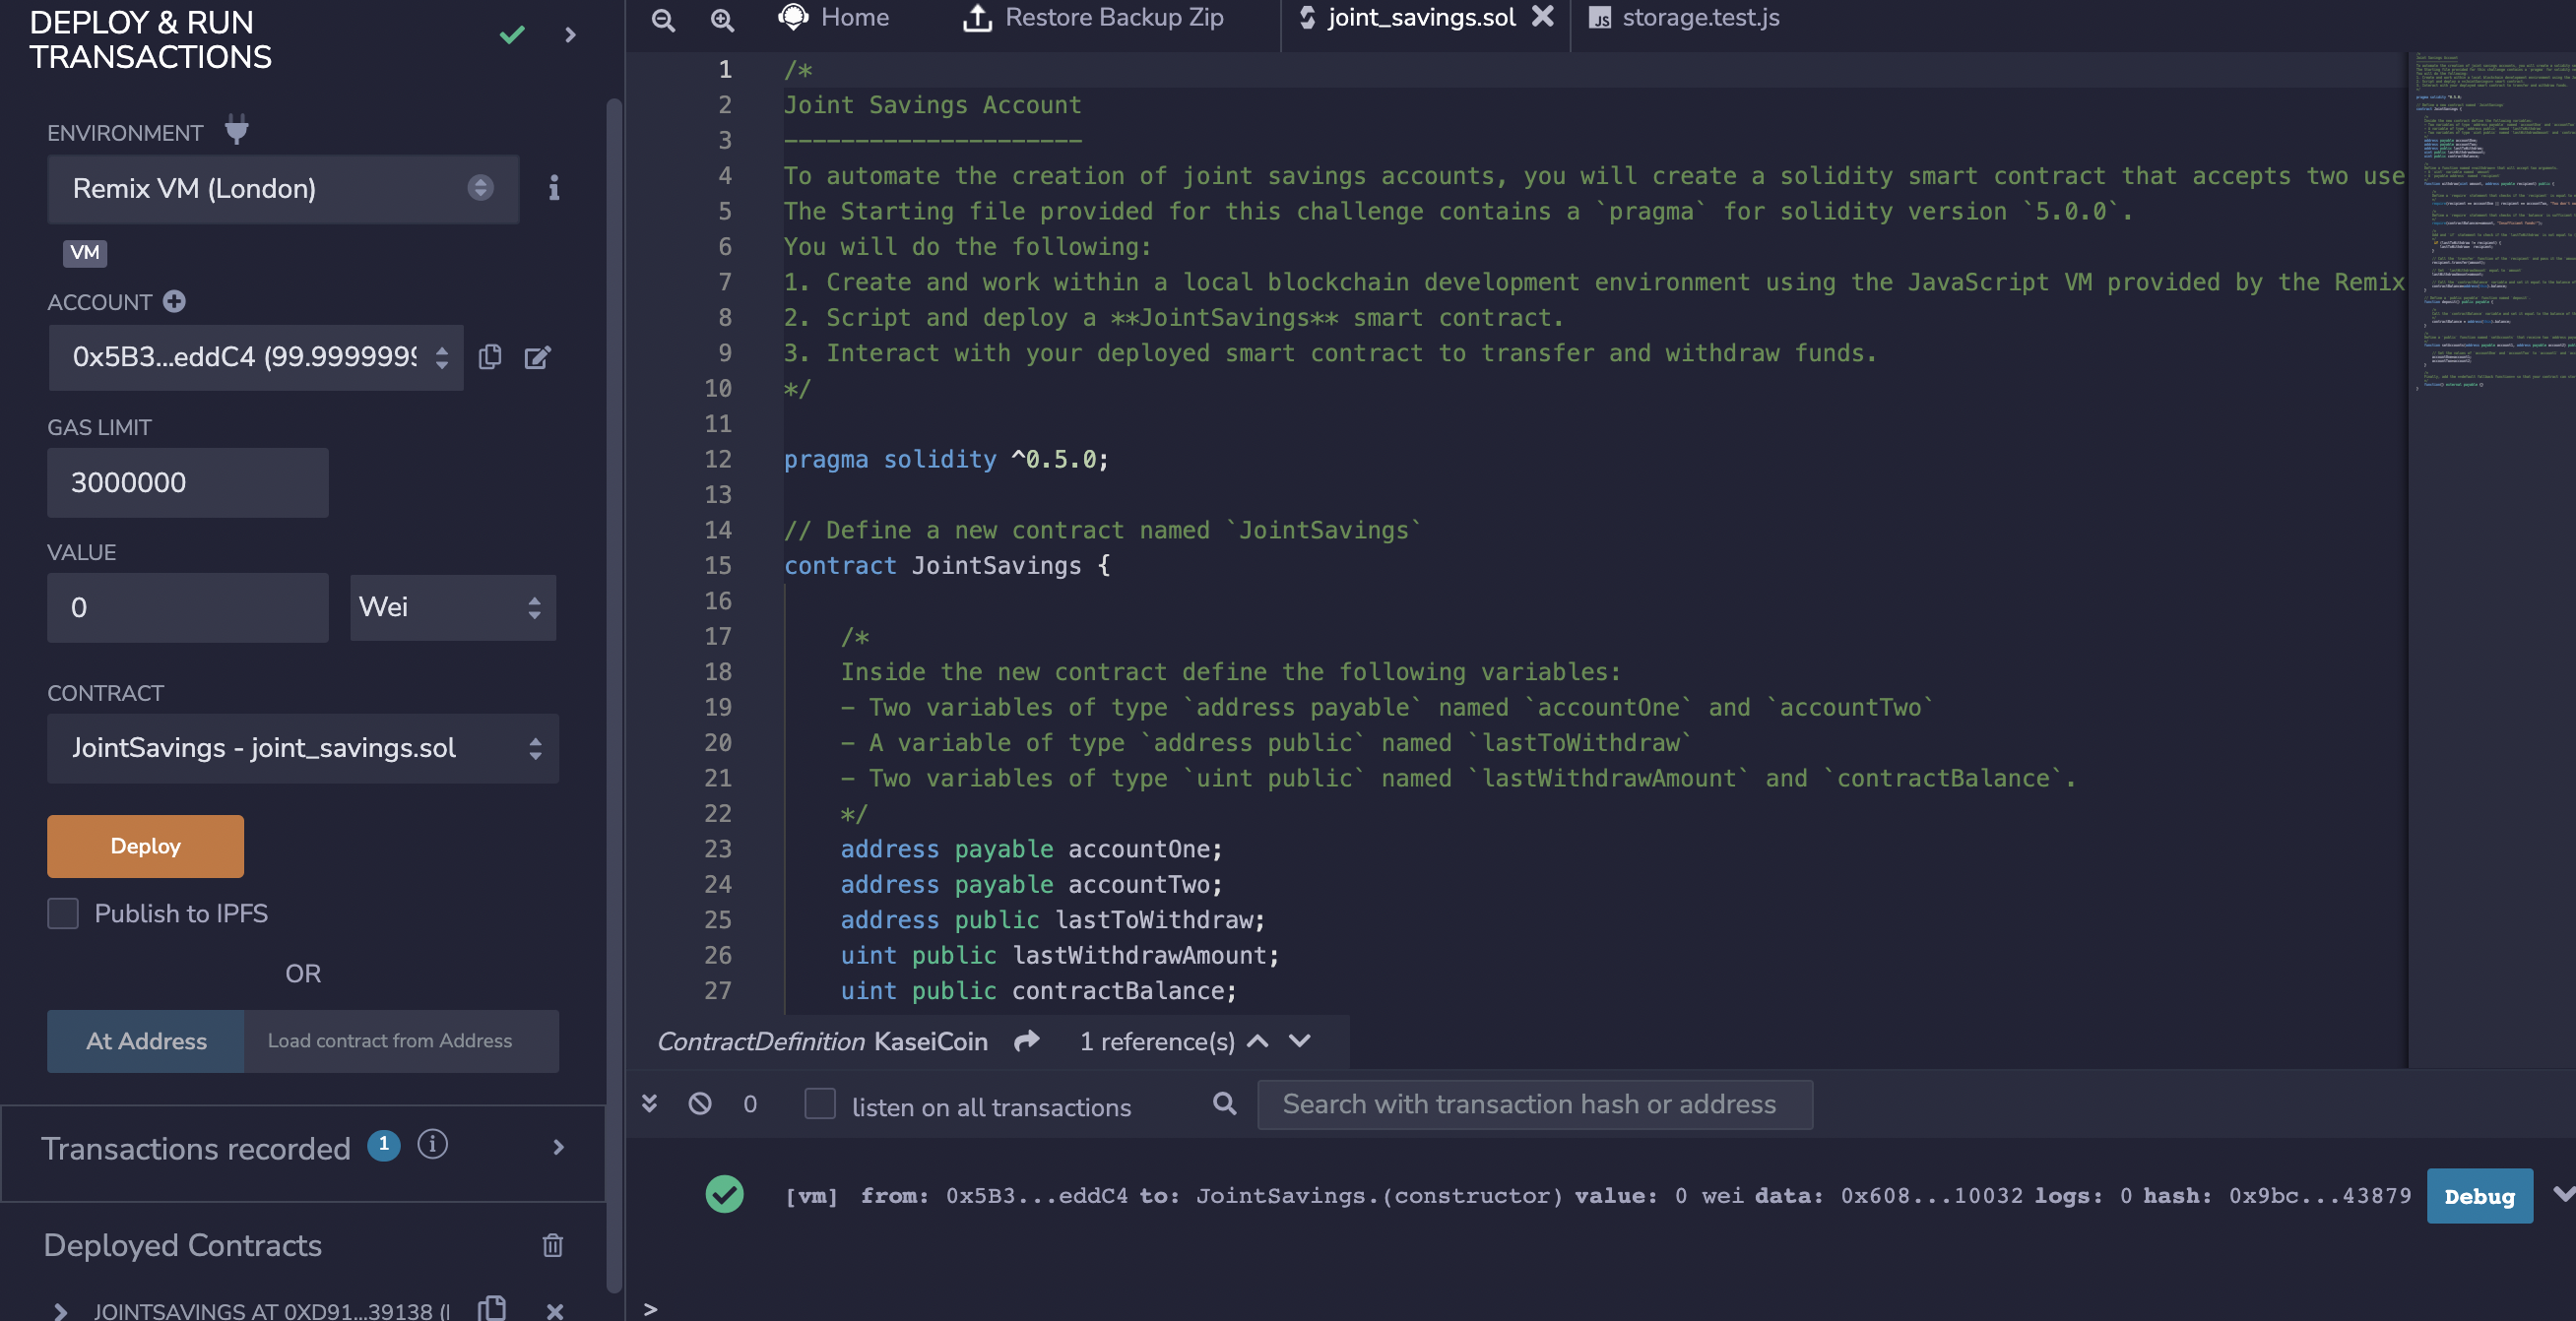 DEPLOY & RUN
TRANSACTIONS
ENVIRONMENT
Remix VM (London)
VM
ACCOUNT
0x5B3...eddC4 (99.9999999
GAS LIMIT
3000000
VALUE
0
Wei
CONTRACT
JointSavings - joint_savings.sol
Deploy
Publish to IPFS
OR
At Address
Load contract from Address
Transactions recorded 1
Deployed Contracts
JOINTSAVINGS AT 0XD91...39138 (
Home
Restore Backup Zip
joint_savings.sol
JS storage.test.js
1 /*
2 Joint Savings Account
3 ---------------------
4 To automate the creation of joint savings accounts, you will create a solidity smart contract that accepts two use
5 The Starting file provided for this challenge contains a `pragma` for solidity version `5.0.0`.
6 You will do the following:
7 1. Create and work within a local blockchain development environment using the JavaScript VM provided by the Remix
8 2. Script and deploy a **JointSavings** smart contract.
9 3. Interact with your deployed smart contract to transfer and withdraw funds.
10 */
11
12 pragma solidity ^0.5.0;
13
14 // Define a new contract named `JointSavings`
15 contract JointSavings {
16
17 /*
18 Inside the new contract define the following variables:
19 - Two variables of type `address payable` named `accountOne` and `accountTwo`
20 - A variable of type `address public` named `lastToWithdraw`
21 - Two variables of type `uint public` named `lastWithdrawAmount` and `contractBalance`.
22 */
23 address payable accountOne;
24 address payable accountTwo;
25 address public lastToWithdraw;
26 uint public lastWithdrawAmount;
27 uint public contractBalance;
ContractDefinition KaseiCoin 1 reference(s)
0 listen on all transactions Search with transaction hash or address
[vm] from: 0x5B3...eddC4 to: JointSavings.(constructor) value: 0 wei data: 0x608...10032 logs: 0 hash: 0x9bc...43879
Debug
>